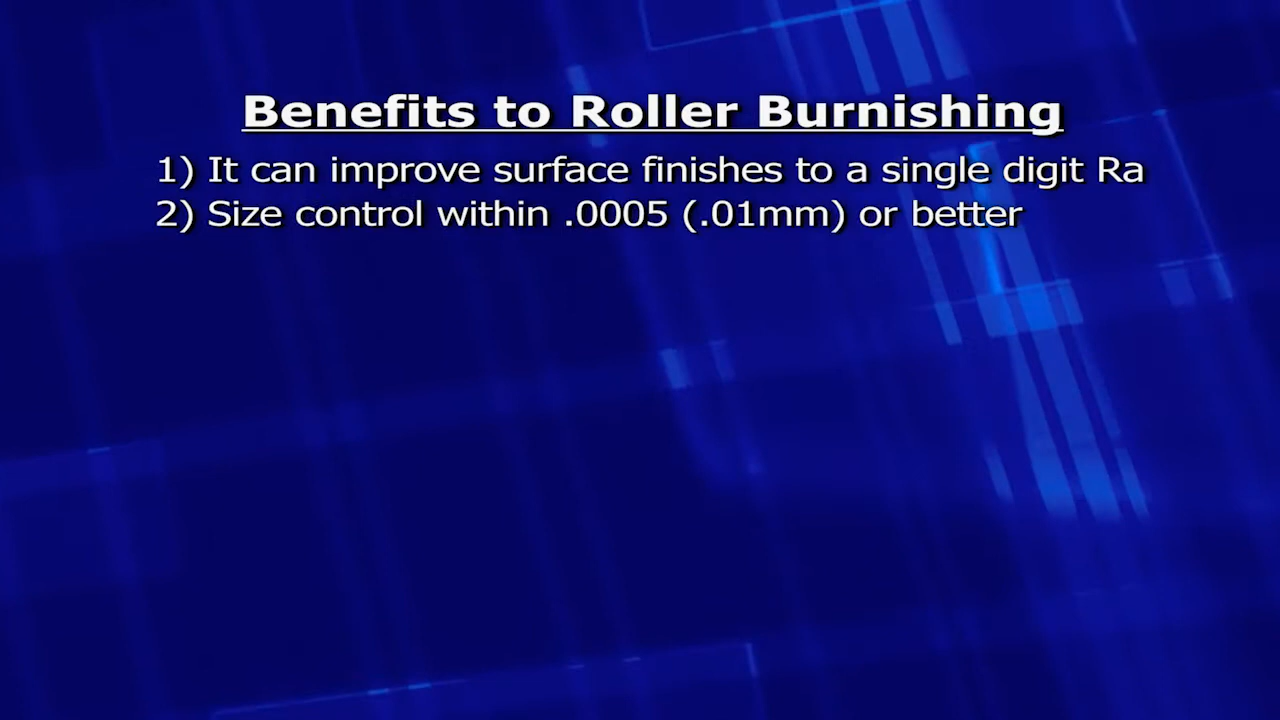 Benefits to Roller Burnishing
1) It can improve surface finishes to a single digit Ra
2) Size control within .0005 (.01mm) or better